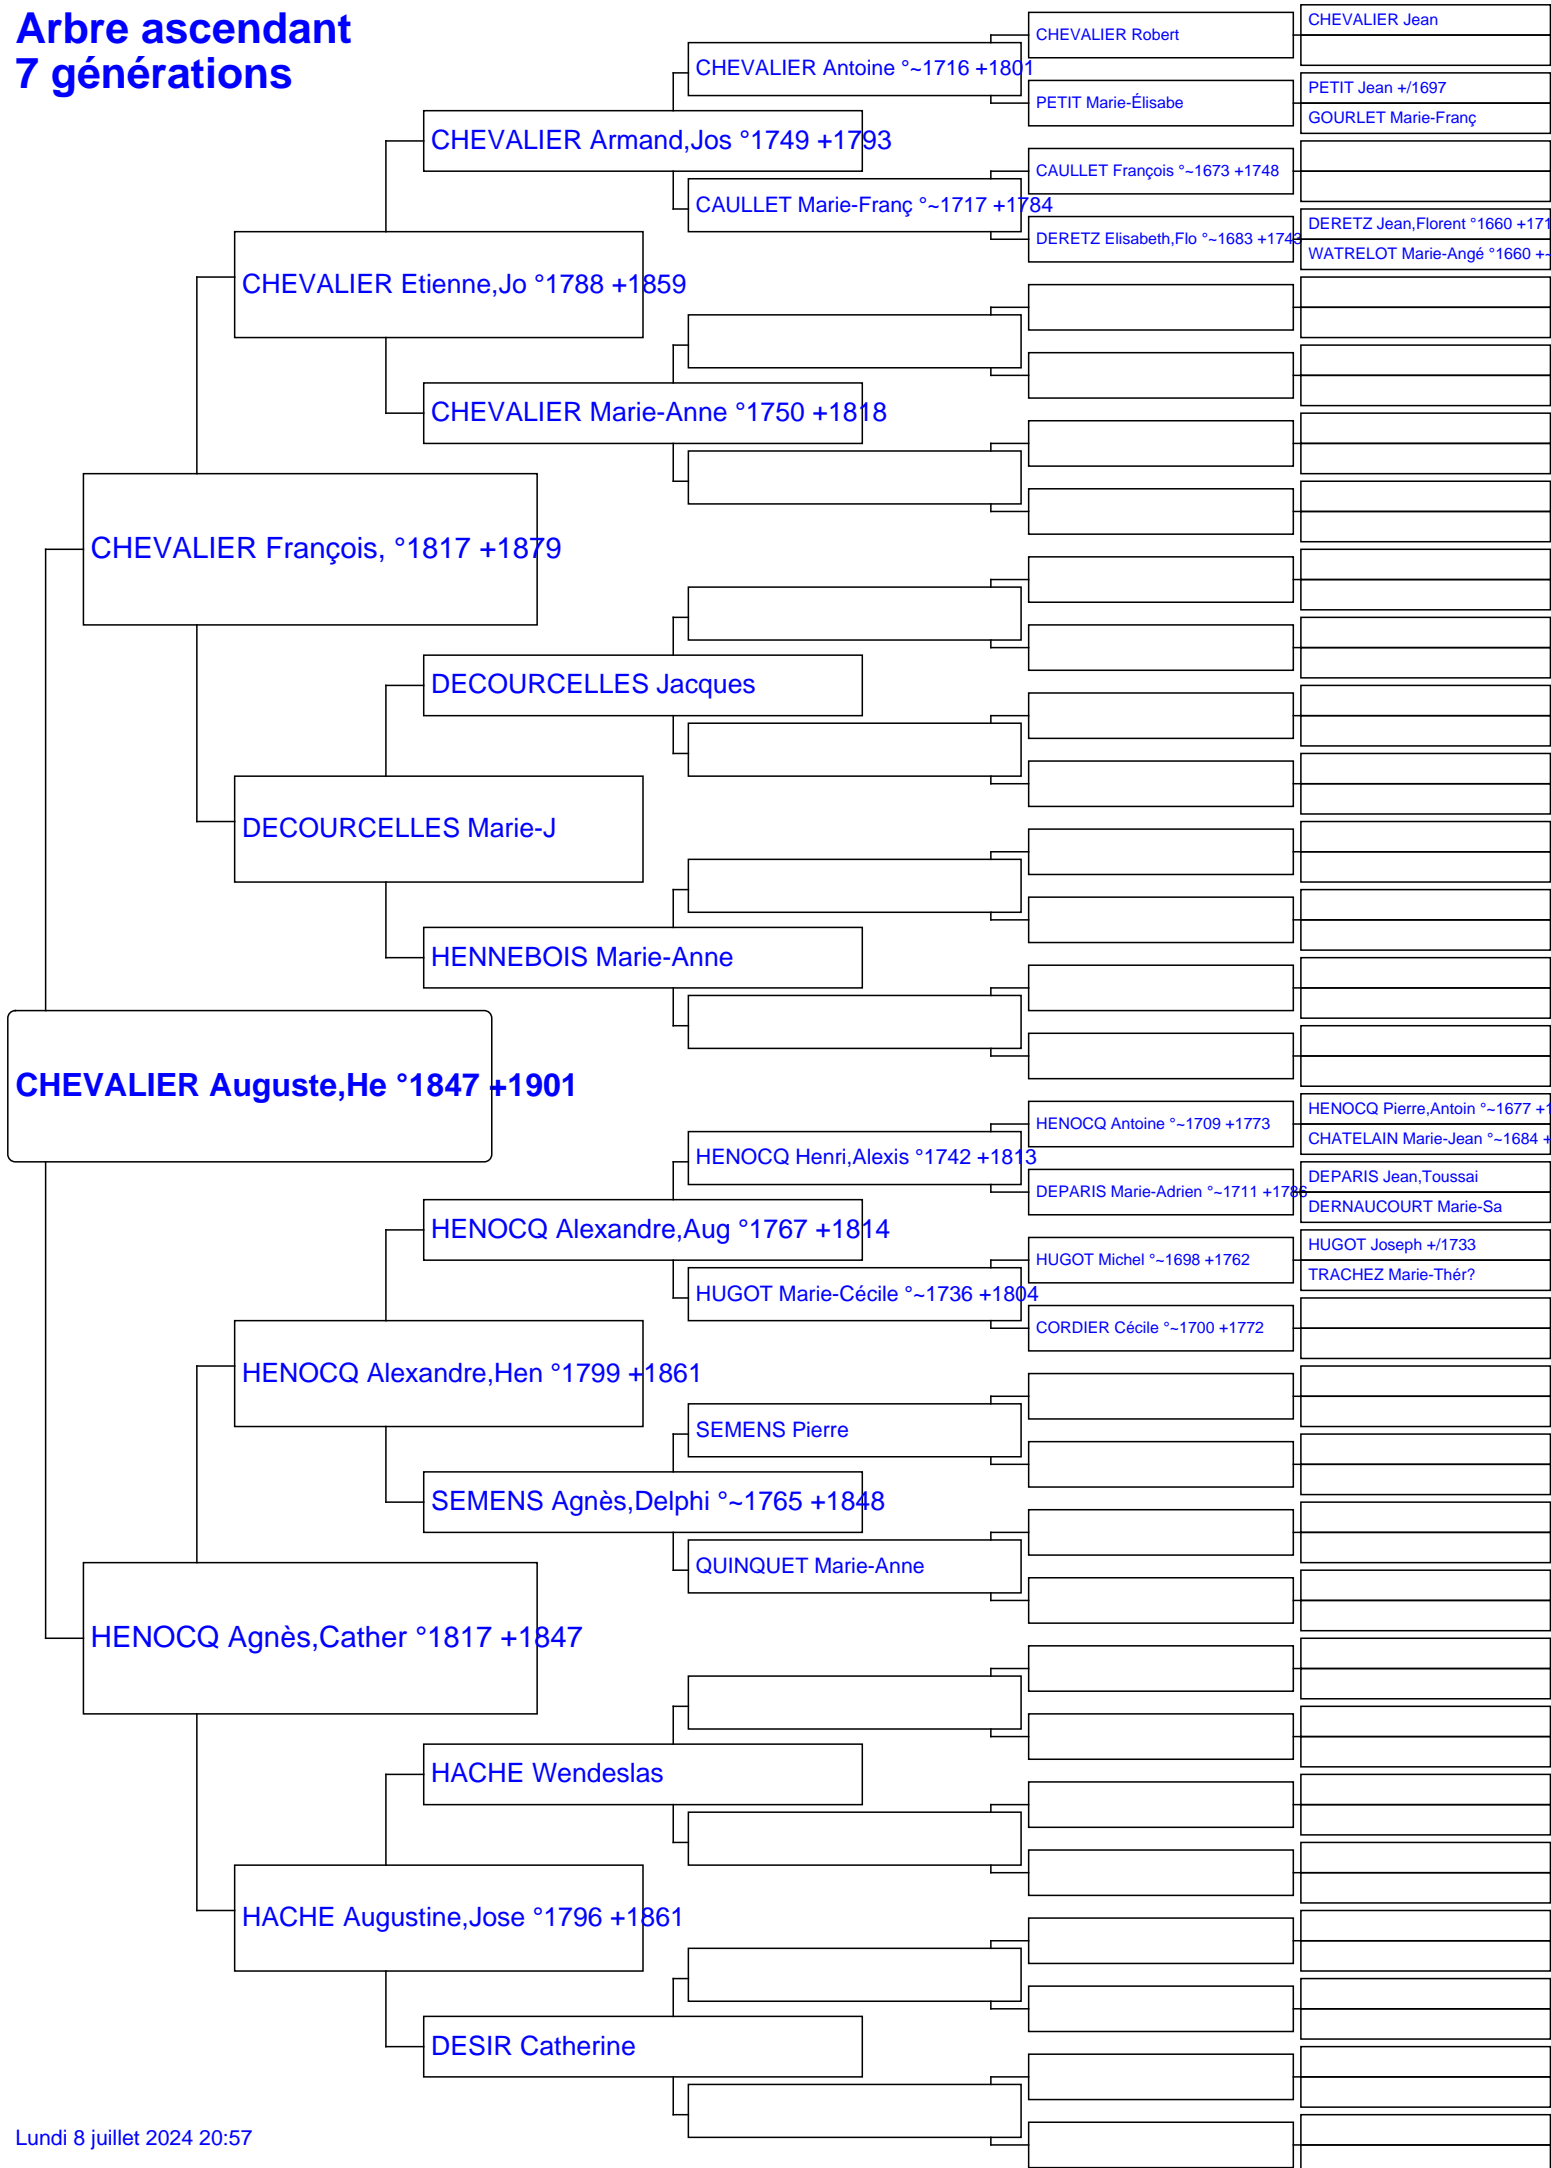 Arbre ascendant
7 générations
CHEVALIER Jean
CHEVALIER Robert
CHEVALIER Antoine °~1716 +1801
PETIT Jean +/1697
PETIT Marie-Élisabe
GOURLET Marie-Franç
CHEVALIER Armand,Jos °1749 +1793
CAULLET François °~1673 +1748
CAULLET Marie-Franç °~1717 +1784
DERETZ Jean,Florent °1660 +171
DERETZ Elisabeth,Flo °~1683 +1743
WATRELOT Marie-Angé °1660 +~
CHEVALIER Etienne,Jo °1788 +1859
CHEVALIER Marie-Anne °1750 +1818
CHEVALIER François, °1817 +1879
DECOURCELLES Jacques
DECOURCELLES Marie-J
HENNEBOIS Marie-Anne
CHEVALIER Auguste,He °1847 +1901
HENOCQ Pierre,Antoin °~1677 +1
HENOCQ Antoine °~1709 +1773
CHATELAIN Marie-Jean °~1684 +
HENOCQ Henri,Alexis °1742 +1813
DEPARIS Jean,Toussai
DEPARIS Marie-Adrien °~1711 +1786
DERNAUCOURT Marie-Sa
HENOCQ Alexandre,Aug °1767 +1814
HUGOT Joseph +/1733
HUGOT Michel °~1698 +1762
TRACHEZ Marie-Thér?
HUGOT Marie-Cécile °~1736 +1804
CORDIER Cécile °~1700 +1772
HENOCQ Alexandre,Hen °1799 +1861
SEMENS Pierre
SEMENS Agnès,Delphi °~1765 +1848
QUINQUET Marie-Anne
HENOCQ Agnès,Cather °1817 +1847
HACHE Wendeslas
HACHE Augustine,Jose °1796 +1861
DESIR Catherine
Lundi 8 juillet 2024 20:57